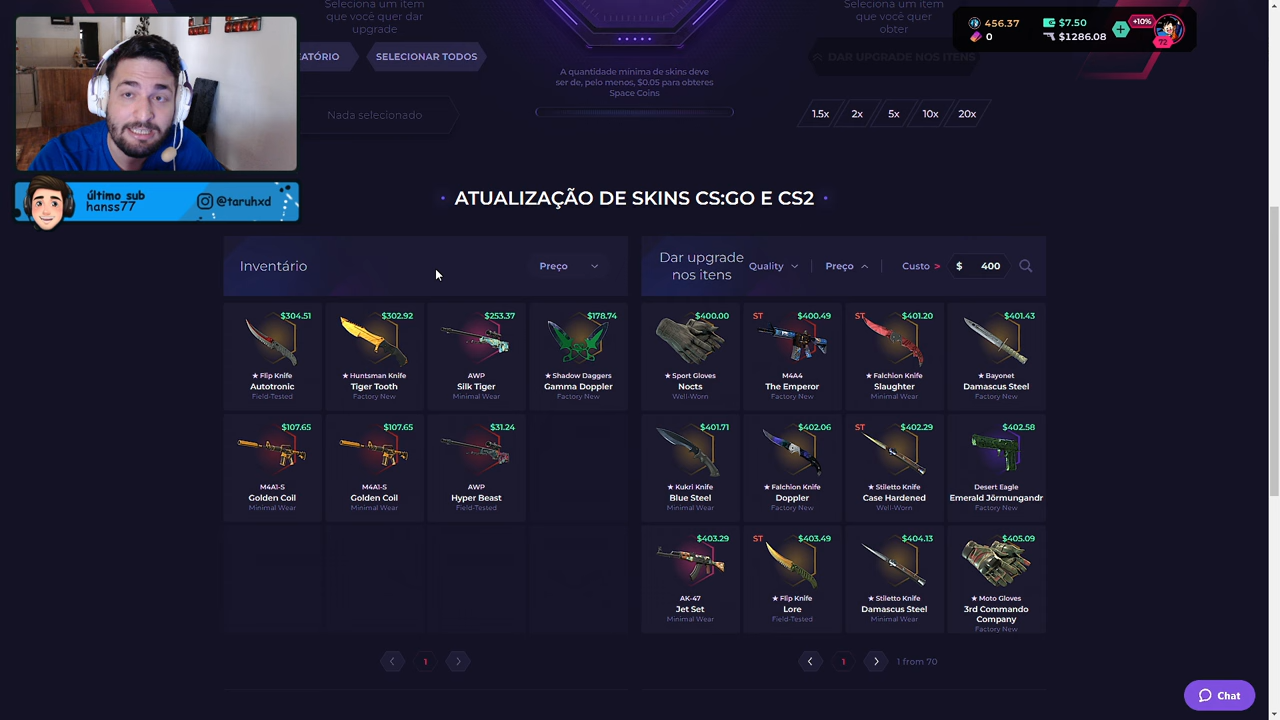 Seleciona um item
que você quer dar
upgrade
SELECIONAR TODOS
Nada selecionado
A quantidade mínima de skins deve
ser de, pelo menos, $0.05 para obteres
Space Coins
Seleciona um item
que você quer
obter
DAR UPGRADE NOS ITENS
1.5x 2x 5x 10x 20x
456.37
0
$7.50
$1286.08
+10%
72
último_sub
hanss77
@taruhxd
ATUALIZAÇÃO DE SKINS CS:GO E CS2
Inventário
Preço
$304.51
★ Flip Knife
Autotronic
Field-Tested
$302.92
★ Huntsman Knife
Tiger Tooth
Factory New
$253.37
AWP
Silk Tiger
Minimal Wear
$178.74
★ Shadow Daggers
Gamma Doppler
Factory New
$107.65
M4A1-S
Golden Coil
Minimal Wear
$107.65
M4A1-S
Golden Coil
Minimal Wear
$31.24
AWP
Hyper Beast
Field-Tested
1
Dar upgrade
nos itens
Quality
Preço
Custo > $ 400
$400.00
★ Sport Gloves
Nocts
Well-Worn
ST $400.49
M4A4
The Emperor
Minimal Wear
ST $401.20
★ Falchion Knife
Slaughter
Minimal Wear
$401.43
★ Bayonet
Damascus Steel
Minimal Wear
$401.71
★ Kukri Knife
Blue Steel
Minimal Wear
$402.06
★ Falchion Knife
Doppler
Factory New
ST $402.29
★ Stiletto Knife
Case Hardened
Well-Worn
$402.58
Desert Eagle
Emerald Jörmungandr
Factory New
$403.29
AK-47
Jet Set
Minimal Wear
ST $403.49
★ Flip Knife
Lore
Field-Tested
$404.13
★ Stiletto Knife
Damascus Steel
Minimal Wear
$405.09
★ Moto Gloves
3rd Commando
Company
Factory New
1
1 from 70
Chat